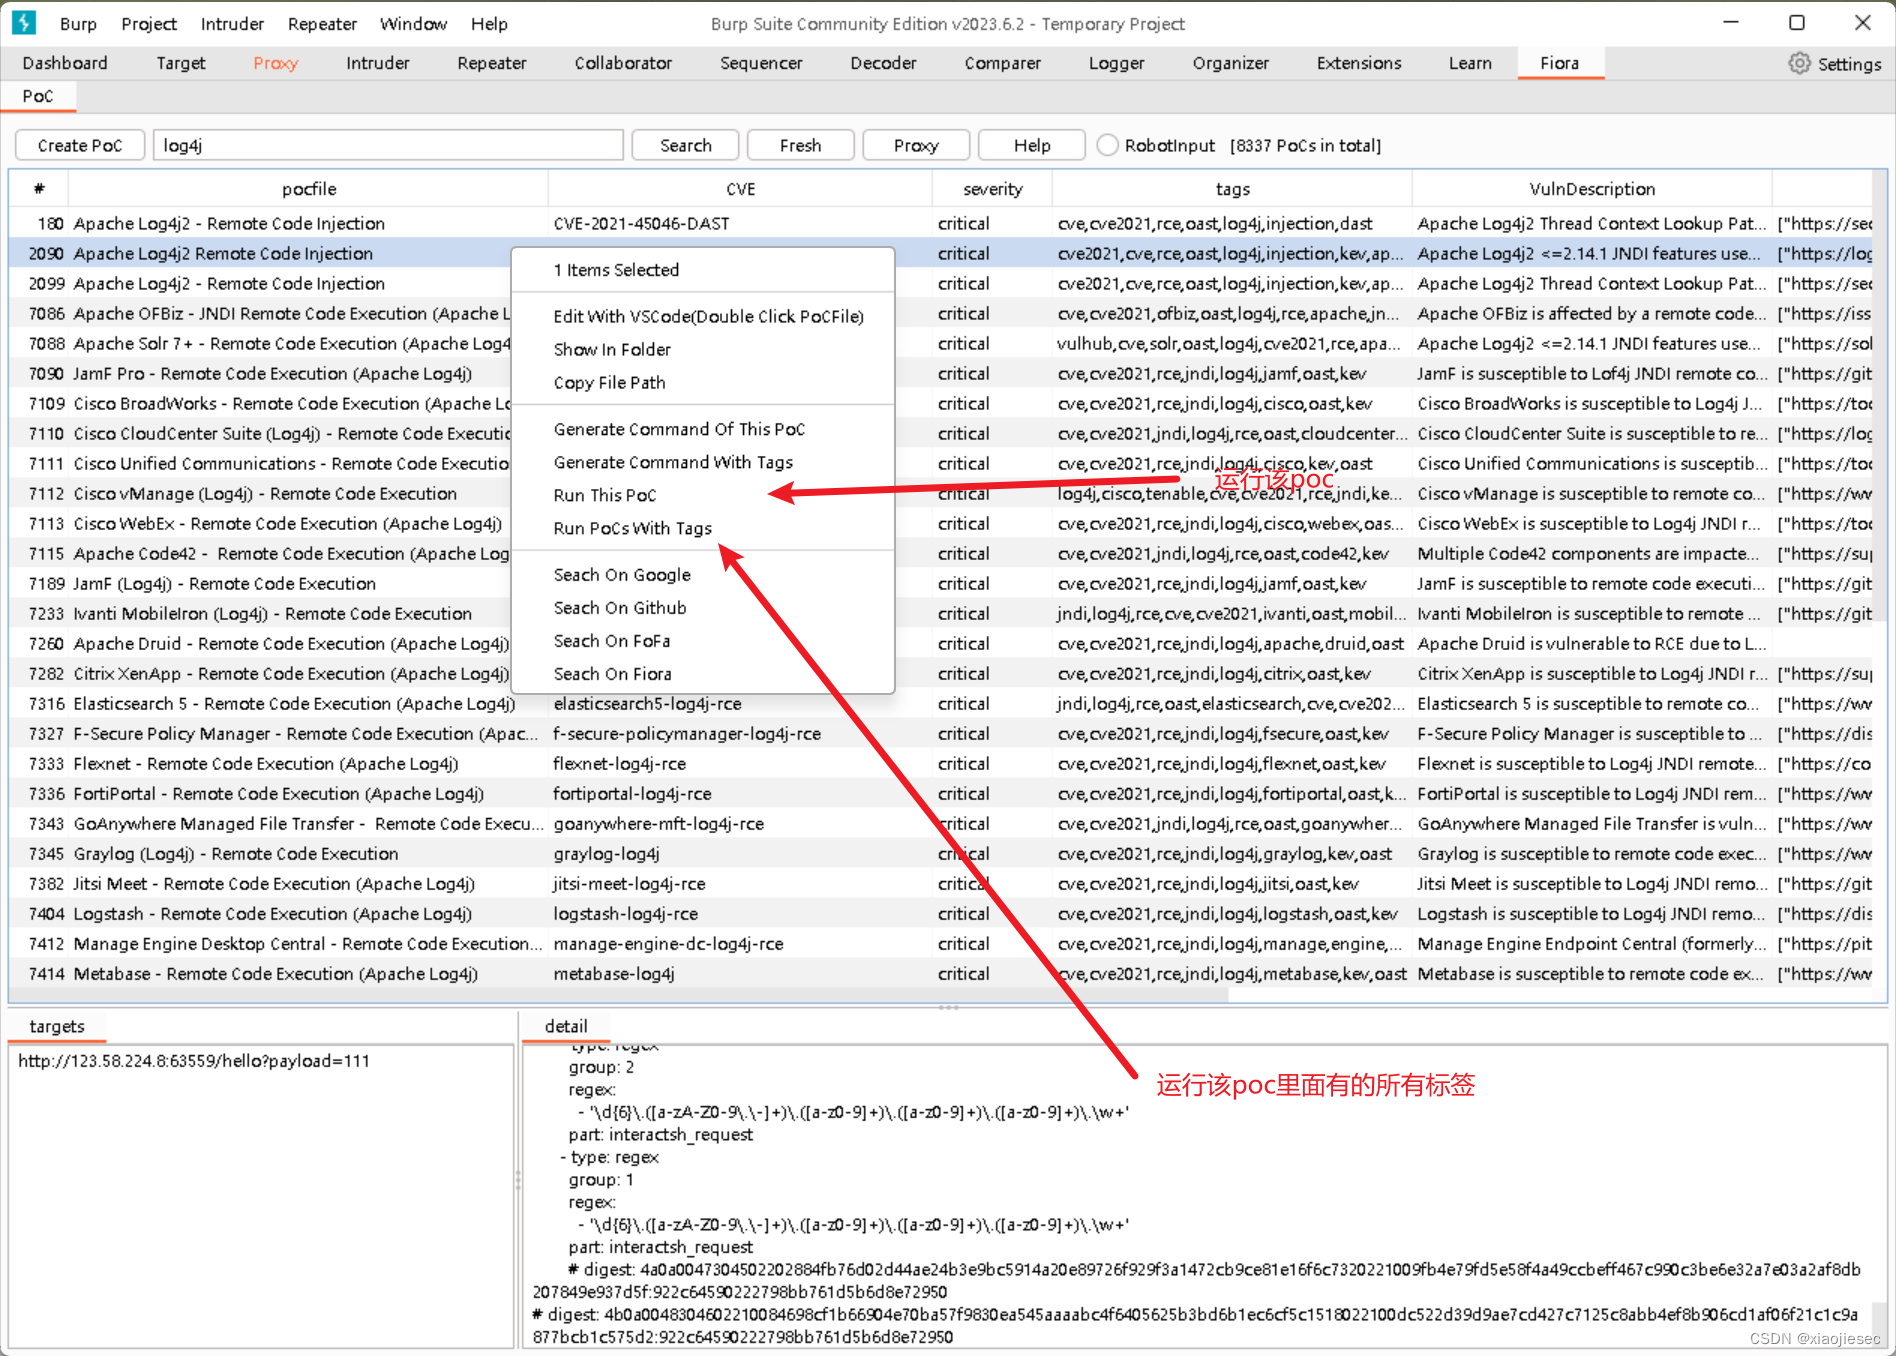 Burp Project Intruder Repeater Window Help Burp Suite Community Edition v2023.6.2 - Temporary Project
Dashboard Target Proxy Intruder Repeater Collaborator Sequencer Decoder Comparer Logger Organizer Extensions Learn Fiora Settings
PoC
Create PoC log4j Search Fresh Proxy Help RobotInput [8337 PoCs in total]
# pocfile CVE severity tags VulnDescription
180 Apache Log4j2 - Remote Code Injection CVE-2021-45046-DAST critical cve,cve2021,rce,oast,log4j,injection,dast Apache Log4j2 Thread Context Lookup Pat... ["https://sec
2090 Apache Log4j2 Remote Code Injection critical cve2021,cve,rce,oast,log4j,injection,kev,ap... Apache Log4j2 <=2.14.1 JNDI features use... ["https://log
2099 Apache Log4j2 - Remote Code Injection critical cve2021,cve,rce,oast,log4j,injection,kev,ap... Apache Log4j2 Thread Context Lookup Pat... ["https://sec
7086 Apache OFBiz - JNDI Remote Code Execution (Apache L critical cve,cve2021,ofbiz,oast,log4j,rce,apache,jn... Apache OFBiz is affected by a remote code... ["https://iss
7088 Apache Solr 7+ - Remote Code Execution (Apache Log4 critical vulhub,cve,solr,oast,log4j,cve2021,rce,apa... Apache Log4j2 <=2.14.1 JNDI features use... ["https://sol
7090 JamF Pro - Remote Code Execution (Apache Log4j) critical cve,cve2021,rce,jndi,log4j,jamf,oast,kev JamF is susceptible to Lof4j JNDI remote co... ["https://git
7109 Cisco BroadWorks - Remote Code Execution (Apache Lo critical cve,cve2021,rce,jndi,log4j,cisco,oast,kev Cisco BroadWorks is susceptible to Log4j J... ["https://too
7110 Cisco CloudCenter Suite (Log4j) - Remote Code Executio critical cve,cve2021,jndi,log4j,rce,oast,cloudcenter... Cisco CloudCenter Suite is susceptible to re... ["https://log
7111 Cisco Unified Communications - Remote Code Executio critical cve,cve2021,rce,jndi,log4j,cisco,kev,oast Cisco Unified Communications is susceptib... ["https://too
7112 Cisco vManage (Log4j) - Remote Code Execution critical log4j,cisco,tenable,cve,cve2021,rce,jndi,ke... Cisco vManage is susceptible to remote co... ["https://ww
7113 Cisco WebEx - Remote Code Execution (Apache Log4j) critical cve,cve2021,rce,jndi,log4j,cisco,webex,oas... Cisco WebEx is susceptible to Log4j JNDI r... ["https://too
7115 Apache Code42 - Remote Code Execution (Apache Log critical cve,cve2021,jndi,log4j,rce,oast,code42,kev Multiple Code42 components are impacte... ["https://sup
7189 JamF (Log4j) - Remote Code Execution critical cve,cve2021,rce,jndi,log4j,jamf,oast,kev JamF is susceptible to remote code executi... ["https://git
7233 Ivanti MobileIron (Log4j) - Remote Code Execution critical jndi,log4j,rce,cve,cve2021,ivanti,oast,mobil... Ivanti MobileIron is susceptible to remote ... ["https://git
7260 Apache Druid - Remote Code Execution (Apache Log4j) critical cve,cve2021,rce,jndi,log4j,apache,druid,oast Apache Druid is vulnerable to RCE due to L...
7282 Citrix XenApp - Remote Code Execution (Apache Log4j) critical cve,cve2021,rce,jndi,log4j,citrix,oast,kev Citrix XenApp is susceptible to Log4j JNDI r... ["https://sup
7316 Elasticsearch 5 - Remote Code Execution (Apache Log4j) elasticsearch5-log4j-rce critical jndi,log4j,rce,oast,elasticsearch,cve,cve202... Elasticsearch 5 is susceptible to remote co... ["https://ww
7327 F-Secure Policy Manager - Remote Code Execution (Apac... f-secure-policymanager-log4j-rce critical cve,cve2021,rce,jndi,log4j,fsecure,oast,kev F-Secure Policy Manager is susceptible to ... ["https://dis
7333 Flexnet - Remote Code Execution (Apache Log4j) flexnet-log4j-rce critical cve,cve2021,rce,jndi,log4j,flexnet,oast,kev Flexnet is susceptible to Log4j JNDI remote... ["https://co
7336 FortiPortal - Remote Code Execution (Apache Log4j) fortiportal-log4j-rce critical cve,cve2021,rce,jndi,log4j,fortiportal,oast,k... FortiPortal is susceptible to Log4j JNDI rem... ["https://ww
7343 GoAnywhere Managed File Transfer - Remote Code Execu... goanywhere-mft-log4j-rce critical cve,cve2021,jndi,log4j,rce,oast,goanywher... GoAnywhere Managed File Transfer is vuln... ["https://ww
7345 Graylog (Log4j) - Remote Code Execution graylog-log4j critical cve,cve2021,rce,jndi,log4j,graylog,kev,oast Graylog is susceptible to remote code exec... ["https://ww
7382 Jitsi Meet - Remote Code Execution (Apache Log4j) jitsi-meet-log4j-rce critical cve,cve2021,rce,jndi,log4j,jitsi,oast,kev Jitsi Meet is susceptible to Log4j JNDI remo... ["https://git
7404 Logstash - Remote Code Execution (Apache Log4j) logstash-log4j-rce critical cve,cve2021,rce,jndi,log4j,logstash,oast,kev Logstash is susceptible to Log4j JNDI remo... ["https://dis
7412 Manage Engine Desktop Central - Remote Code Execution... manage-engine-dc-log4j-rce critical cve,cve2021,rce,jndi,log4j,manage,engine,... Manage Engine Endpoint Central (formerly... ["https://pit
7414 Metabase - Remote Code Execution (Apache Log4j) metabase-log4j critical cve,cve2021,rce,jndi,log4j,metabase,kev,oast Metabase is susceptible to remote code ex... ["https://ww
1 Items Selected
Edit With VSCode(Double Click PoCFile)
Show In Folder
Copy File Path
Generate Command Of This PoC
Generate Command With Tags
Run This PoC
Run PoCs With Tags
Seach On Google
Seach On Github
Seach On FoFa
Seach On Fiora
运行该poc
运行该poc里面有的所有标签
targets
http://123.58.224.8:63559/hello?payload=111
detail
type: regex
group: 2
regex:
- '\d{6}\.([a-zA-Z0-9\.\-]+)\.([a-z0-9]+)\.([a-z0-9]+)\.([a-z0-9]+)\.\w+'
part: interactsh_request
- type: regex
group: 1
regex:
- '\d{6}\.([a-zA-Z0-9\.\-]+)\.([a-z0-9]+)\.([a-z0-9]+)\.([a-z0-9]+)\.\w+'
part: interactsh_request
# digest: 4a0a0047304502202884fb76d02d44ae24b3e9bc5914a20e89726f929f3a1472cb9ce81e16f6c7320221009fb4e79fd5e58f4a49ccbeff467c990c3be6e32a7e03a2af8db
207849e937d5f:922c64590222798bb761d5b6d8e72950
# digest: 4b0a00483046022100846​98cf1b66904e70ba57f9830ea545aaaabc4f6405625b3bd6b1ec6cf5c1518022100dc522d39d9ae7cd427c7125c8abb4ef8b906cd1af06f21c1c9a
877bcb1c575d2:922c64590222798bb761d5b6d8e72950
CSDN @xiaojiesec